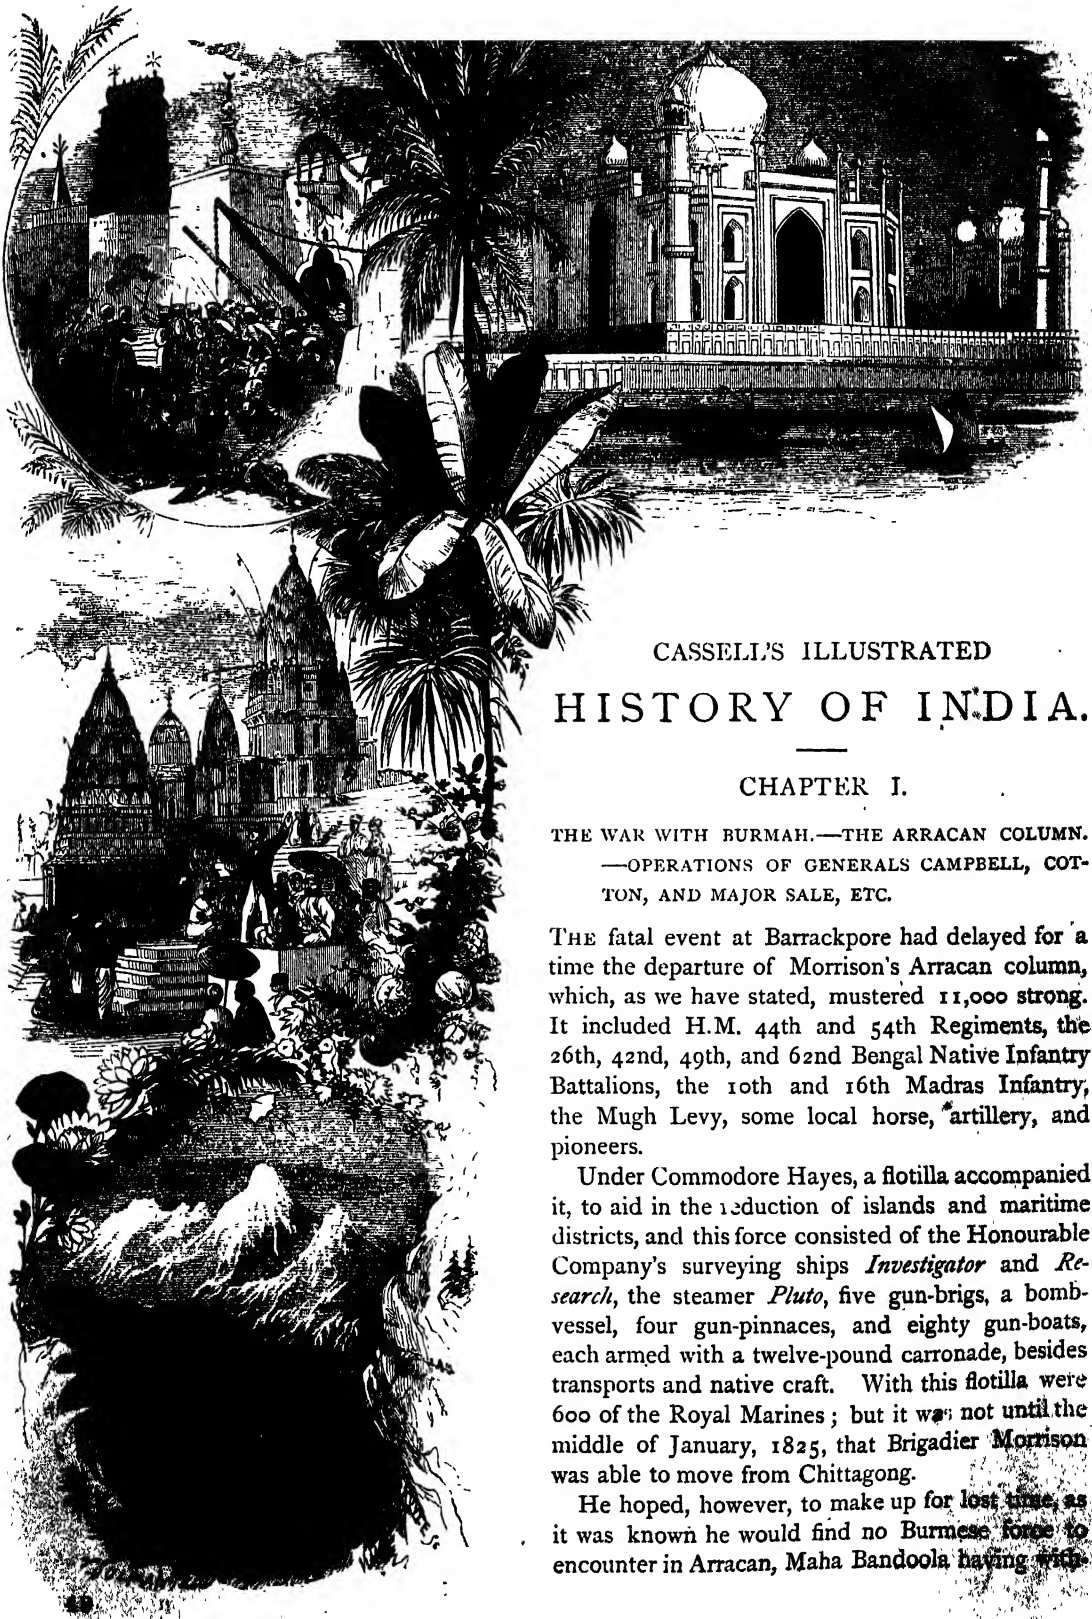 CASSELL'S ILLUSTRATED
HISTORY OF INDIA.
CHAPTER I.
THE WAR WITH BURMAH.—THE ARRACAN COLUMN.
—OPERATIONS OF GENERALS CAMPBELL, COT-
TON, AND MAJOR SALE, ETC.
THE fatal event at Barrackpore had delayed for a
time the departure of Morrison's Arracan column,
which, as we have stated, mustered 11,000 strong.
It included H.M. 44th and 54th Regiments, the
26th, 42nd, 49th, and 62nd Bengal Native Infantry
Battalions, the 10th and 16th Madras Infantry,
the Mugh Levy, some local horse, artillery, and
pioneers.
Under Commodore Hayes, a flotilla accompanied
it, to aid in the reduction of islands and maritime
districts, and this force consisted of the Honourable
Company's surveying ships Investigator and Re-
search, the steamer Pluto, five gun-brigs, a bomb-
vessel, four gun-pinnaces, and eighty gun-boats,
each armed with a twelve-pound carronade, besides
transports and native craft. With this flotilla were
600 of the Royal Marines; but it was not until the
middle of January, 1825, that Brigadier Morrison
was able to move from Chittagong.
He hoped, however, to make up for lost time, as
it was known he would find no Burmese force to
encounter in Arracan, Maha Bandoola having with-
49